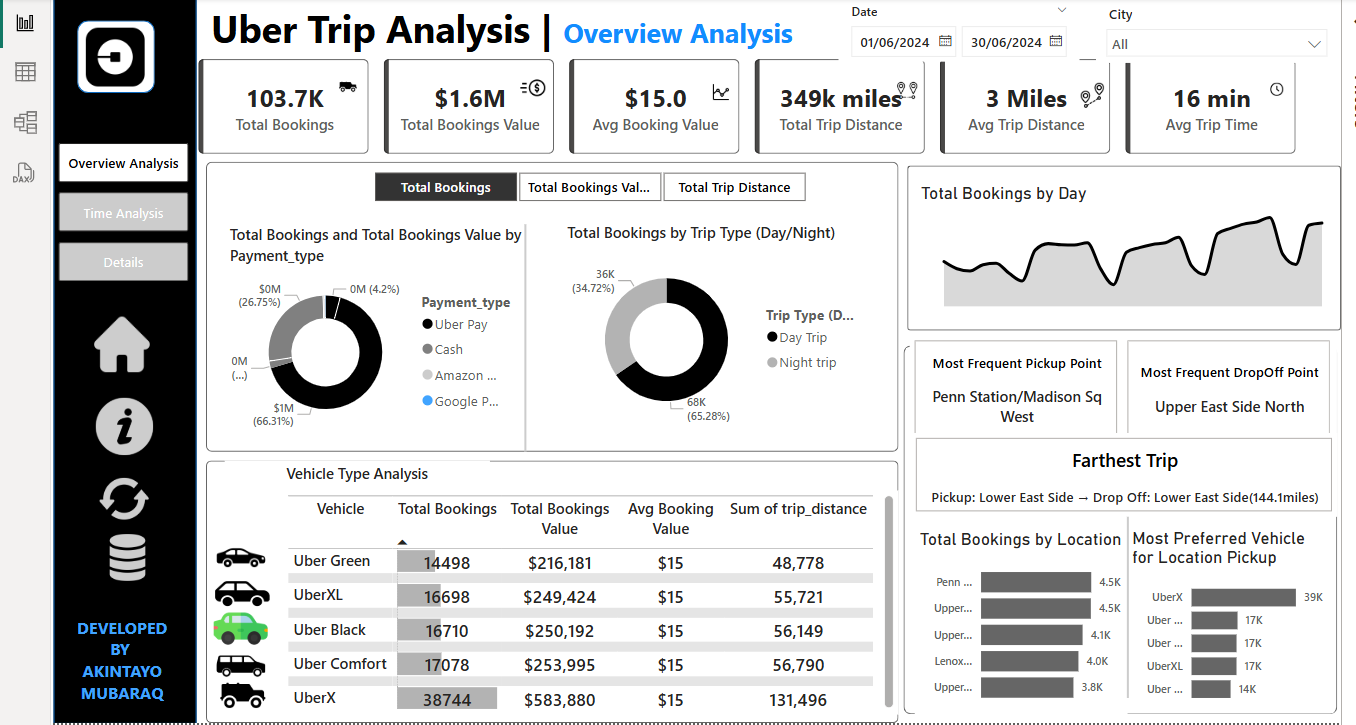 Uber Trip Analysis | Overview Analysis
Date
01/06/2024
30/06/2024
City
All
DAX
Overview Analysis
Time Analysis
Details
DEVELOPED
BY
AKINTAYO
MUBARAQ
103.7K
Total Bookings
$1.6M
Total Bookings Value
$15.0
Avg Booking Value
349k miles
Total Trip Distance
3 Miles
Avg Trip Distance
16 min
Avg Trip Time
Total Bookings
Total Bookings Val...
Total Trip Distance
Total Bookings and Total Bookings Value by
Payment_type
$0M
(26.75%)
0M (4.2%)
0M
(...)
$1M
(66.31%)
Payment_type
Uber Pay
Cash
Amazon ...
Google P...
Total Bookings by Trip Type (Day/Night)
36K
(34.72%)
68K
(65.28%)
Trip Type (D...
Day Trip
Night trip
Total Bookings by Day
Most Frequent Pickup Point
Penn Station/Madison Sq
West
Most Frequent DropOff Point
Upper East Side North
Farthest Trip
Pickup: Lower East Side → Drop Off: Lower East Side(144.1miles)
Vehicle Type Analysis
Vehicle Total Bookings Total Bookings Value Avg Booking Value Sum of trip_distance
Uber Green 14498 $216,181 $15 48,778
UberXL 16698 $249,424 $15 55,721
Uber Black 16710 $250,192 $15 56,149
Uber Comfort 17078 $253,995 $15 56,790
UberX 38744 $583,880 $15 131,496
Total Bookings by Location
Penn ... 4.5K
Upper... 4.5K
Upper... 4.1K
Lenox... 4.0K
Upper... 3.8K
Most Preferred Vehicle
for Location Pickup
UberX 39K
Uber ... 17K
Uber ... 17K
UberXL 17K
Uber ... 14K